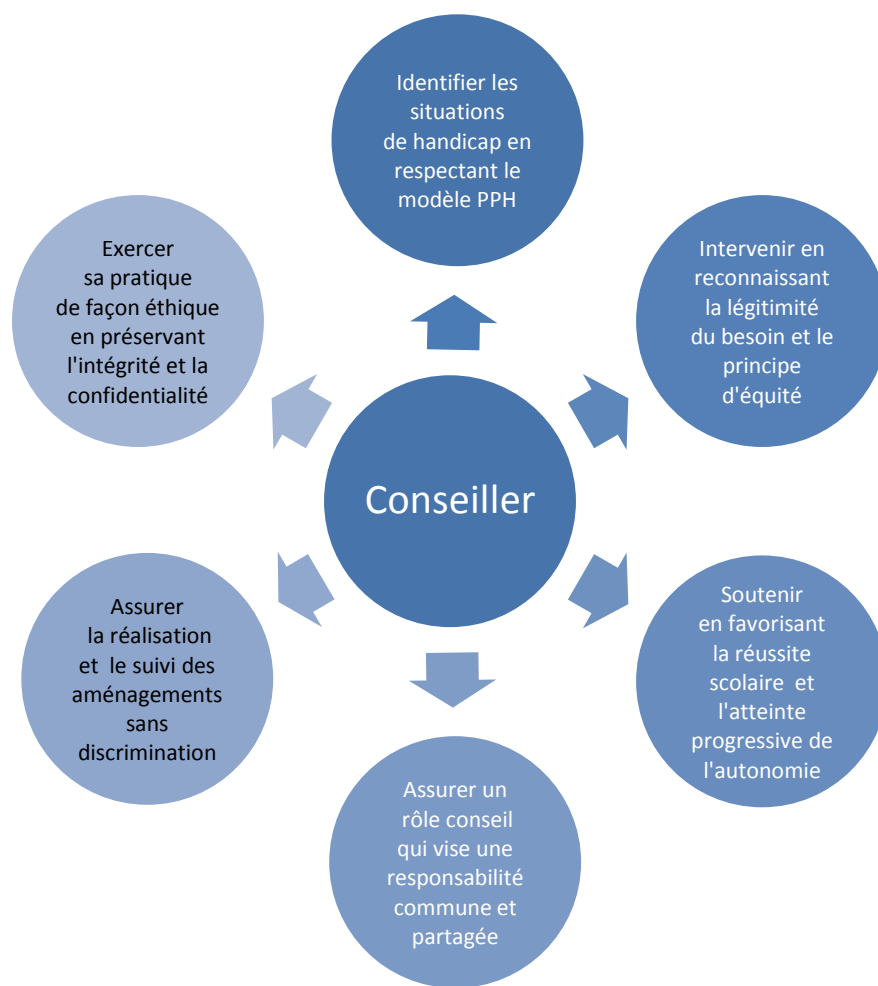 Identifier les
situations
de handicap en
respectant le
modèle PPH
Intervenir en
reconnaissant
la légitimité
du besoin et le
principe
d'équité
Soutenir
en favorisant
la réussite
scolaire et
l'atteinte
progressive de
l'autonomie
Assurer un
rôle conseil
qui vise une
responsabilité
commune et
partagée
Assurer
la réalisation
et le suivi des
aménagements
sans
discrimination
Exercer
sa pratique
de façon éthique
en préservant
l'intégrité et la
confidentialité
Conseiller